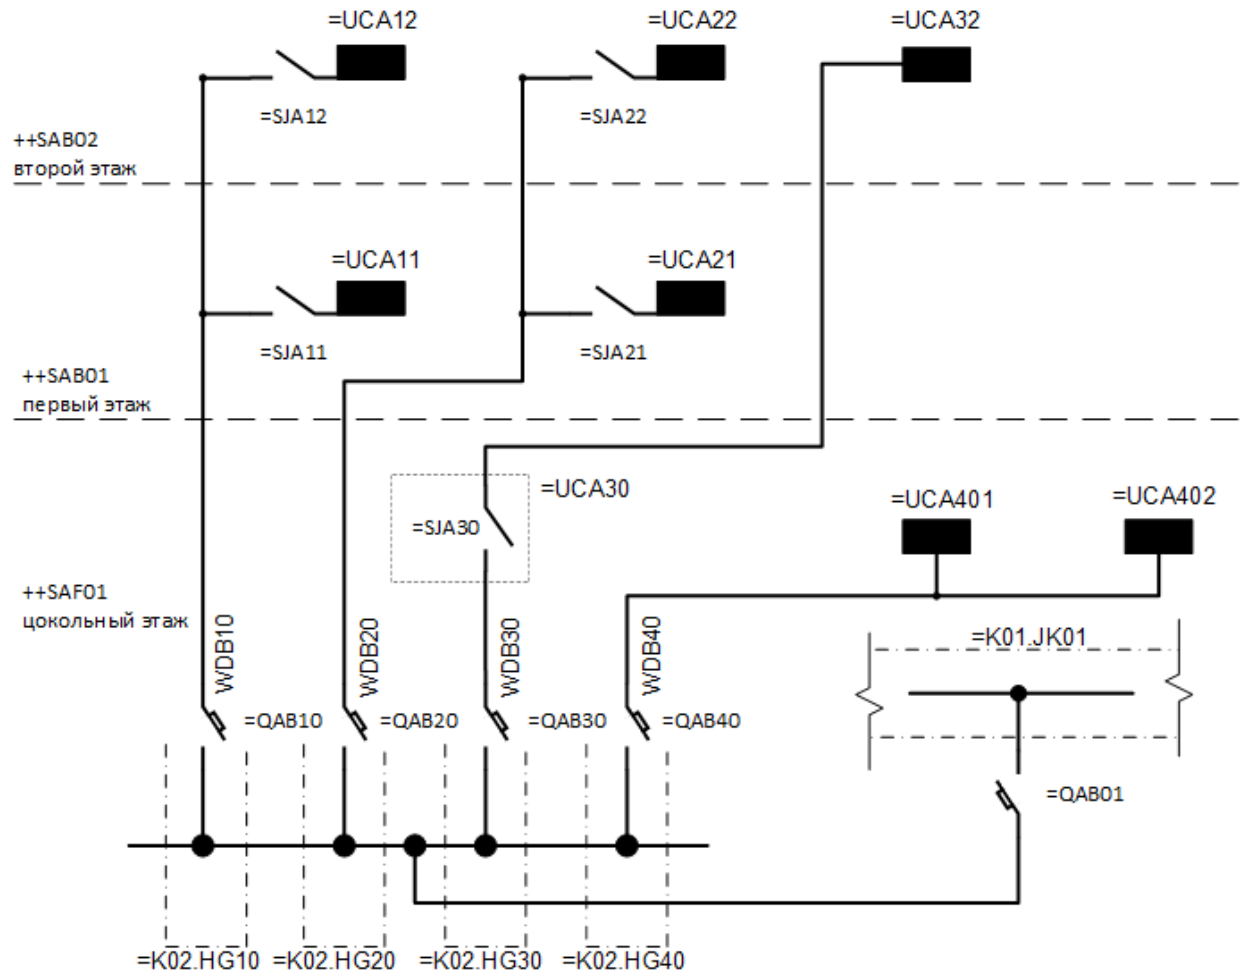 =UCA12
=UCA22
=UCA32
=SJA12
=SJA22
++SAB02
второй этаж
=UCA11
=UCA21
=SJA11
=SJA21
++SAB01
первый этаж
=UCA30
=UCA401
=UCA402
=SJA30
++SAF01
цокольный этаж
WDB10
WDB20
WDB30
WDB40
=K01.JK01
=QAB10
=QAB20
=QAB30
=QAB40
=QAB01
=K02.HG10
=K02.HG20
=K02.HG30
=K02.HG40